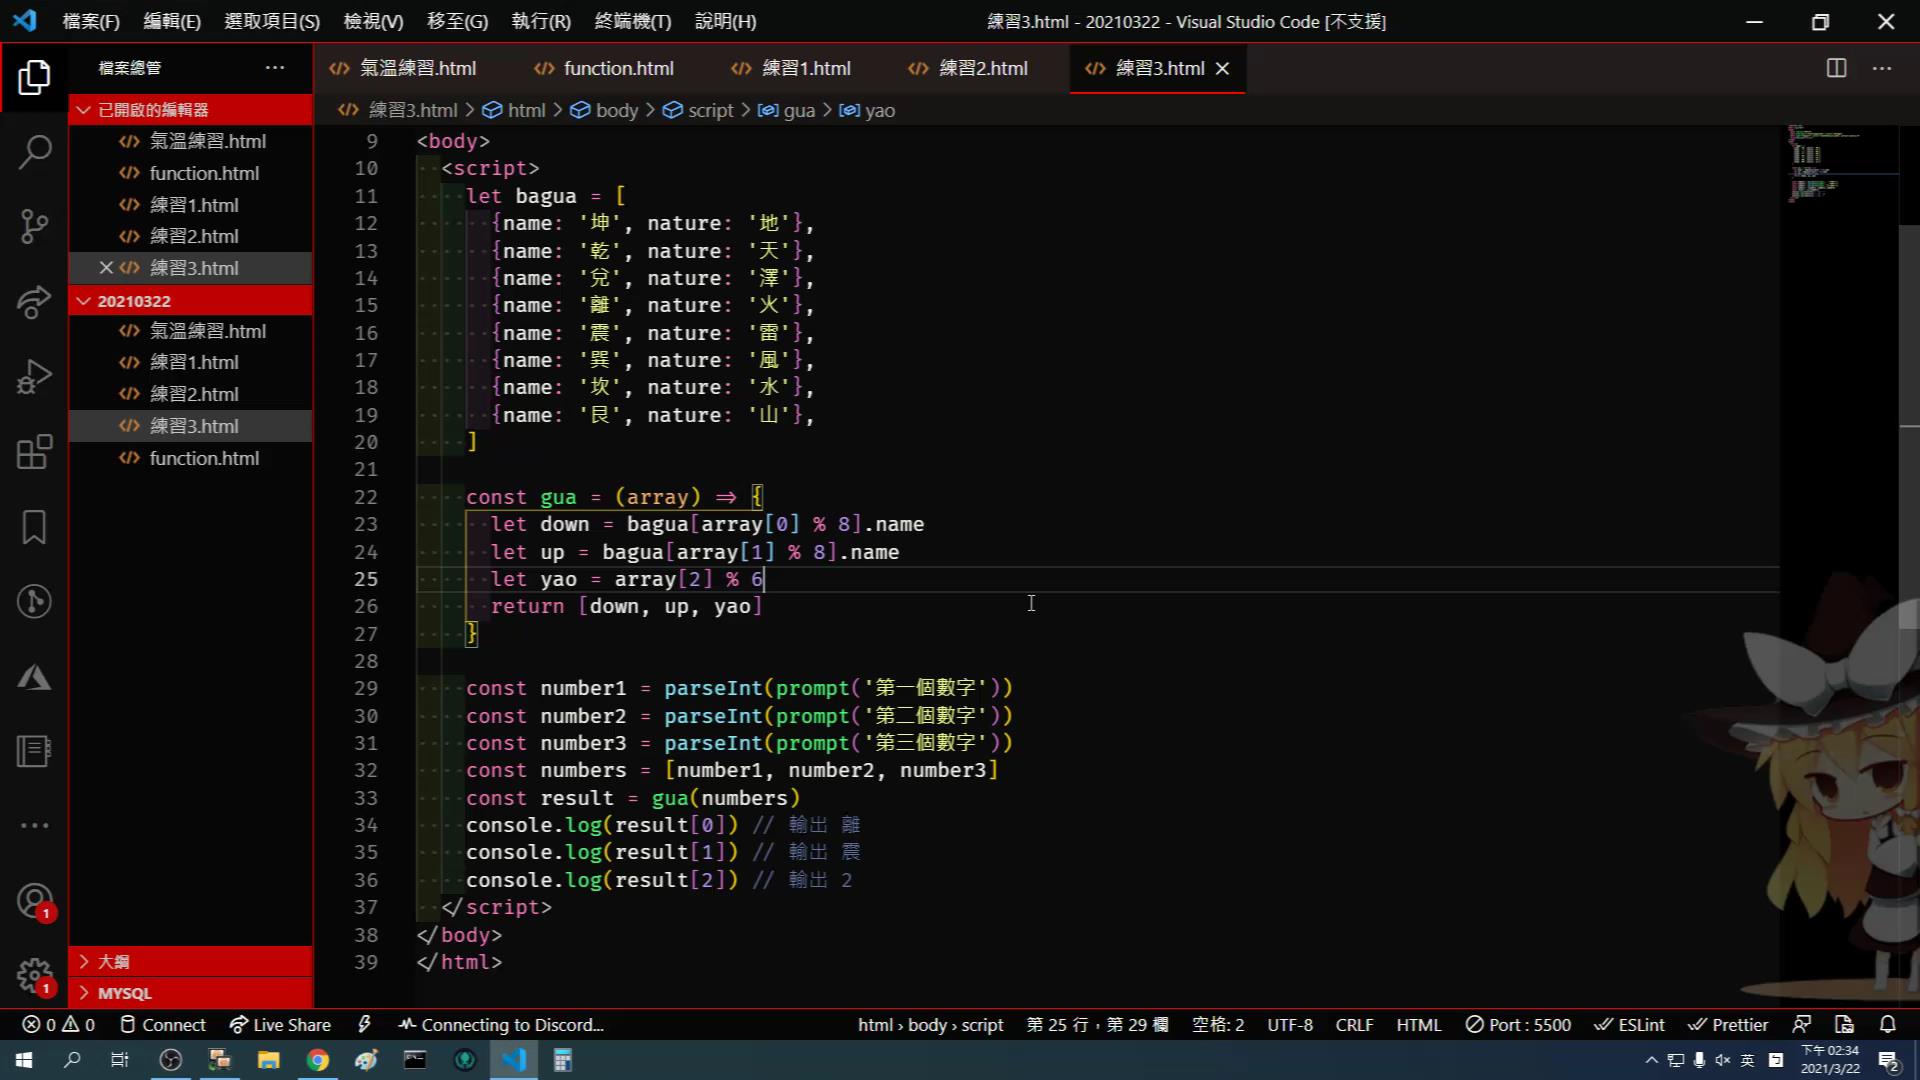 檔案(F) 編輯(E) 選取項目(S) 檢視(V) 移至(G) 執行(R) 終端機(T) 說明(H) 練習3.html - 20210322 - Visual Studio Code [不支援]
檔案總管 ···
氣溫練習.html function.html 練習1.html 練習2.html 練習3.html
練習3.html > html > body > script > gua > yao
已開啟的編輯器
氣溫練習.html
function.html
練習1.html
練習2.html
練習3.html
20210322
氣溫練習.html
練習1.html
練習2.html
練習3.html
function.html
大綱
MYSQL
9 <body>
10 <script>
11 let bagua = [
12 {name: '坤', nature: '地'},
13 {name: '乾', nature: '天'},
14 {name: '兌', nature: '澤'},
15 {name: '離', nature: '火'},
16 {name: '震', nature: '雷'},
17 {name: '巽', nature: '風'},
18 {name: '坎', nature: '水'},
19 {name: '艮', nature: '山'},
20 ]
21
22 const gua = (array) => {
23 let down = bagua[array[0] % 8].name
24 let up = bagua[array[1] % 8].name
25 let yao = array[2] % 6
26 return [down, up, yao]
27 }
28
29 const number1 = parseInt(prompt('第一個數字'))
30 const number2 = parseInt(prompt('第二個數字'))
31 const number3 = parseInt(prompt('第三個數字'))
32 const numbers = [number1, number2, number3]
33 const result = gua(numbers)
34 console.log(result[0]) // 輸出 離
35 console.log(result[1]) // 輸出 震
36 console.log(result[2]) // 輸出 2
37 </script>
38 </body>
39 </html>
1
1
0 0 Connect Live Share Connecting to Discord... html › body › script 第 25 行，第 29 欄 空格: 2 UTF-8 CRLF HTML Port : 5500 ESLint Prettier
英 下午 02:34
2021/3/22 2